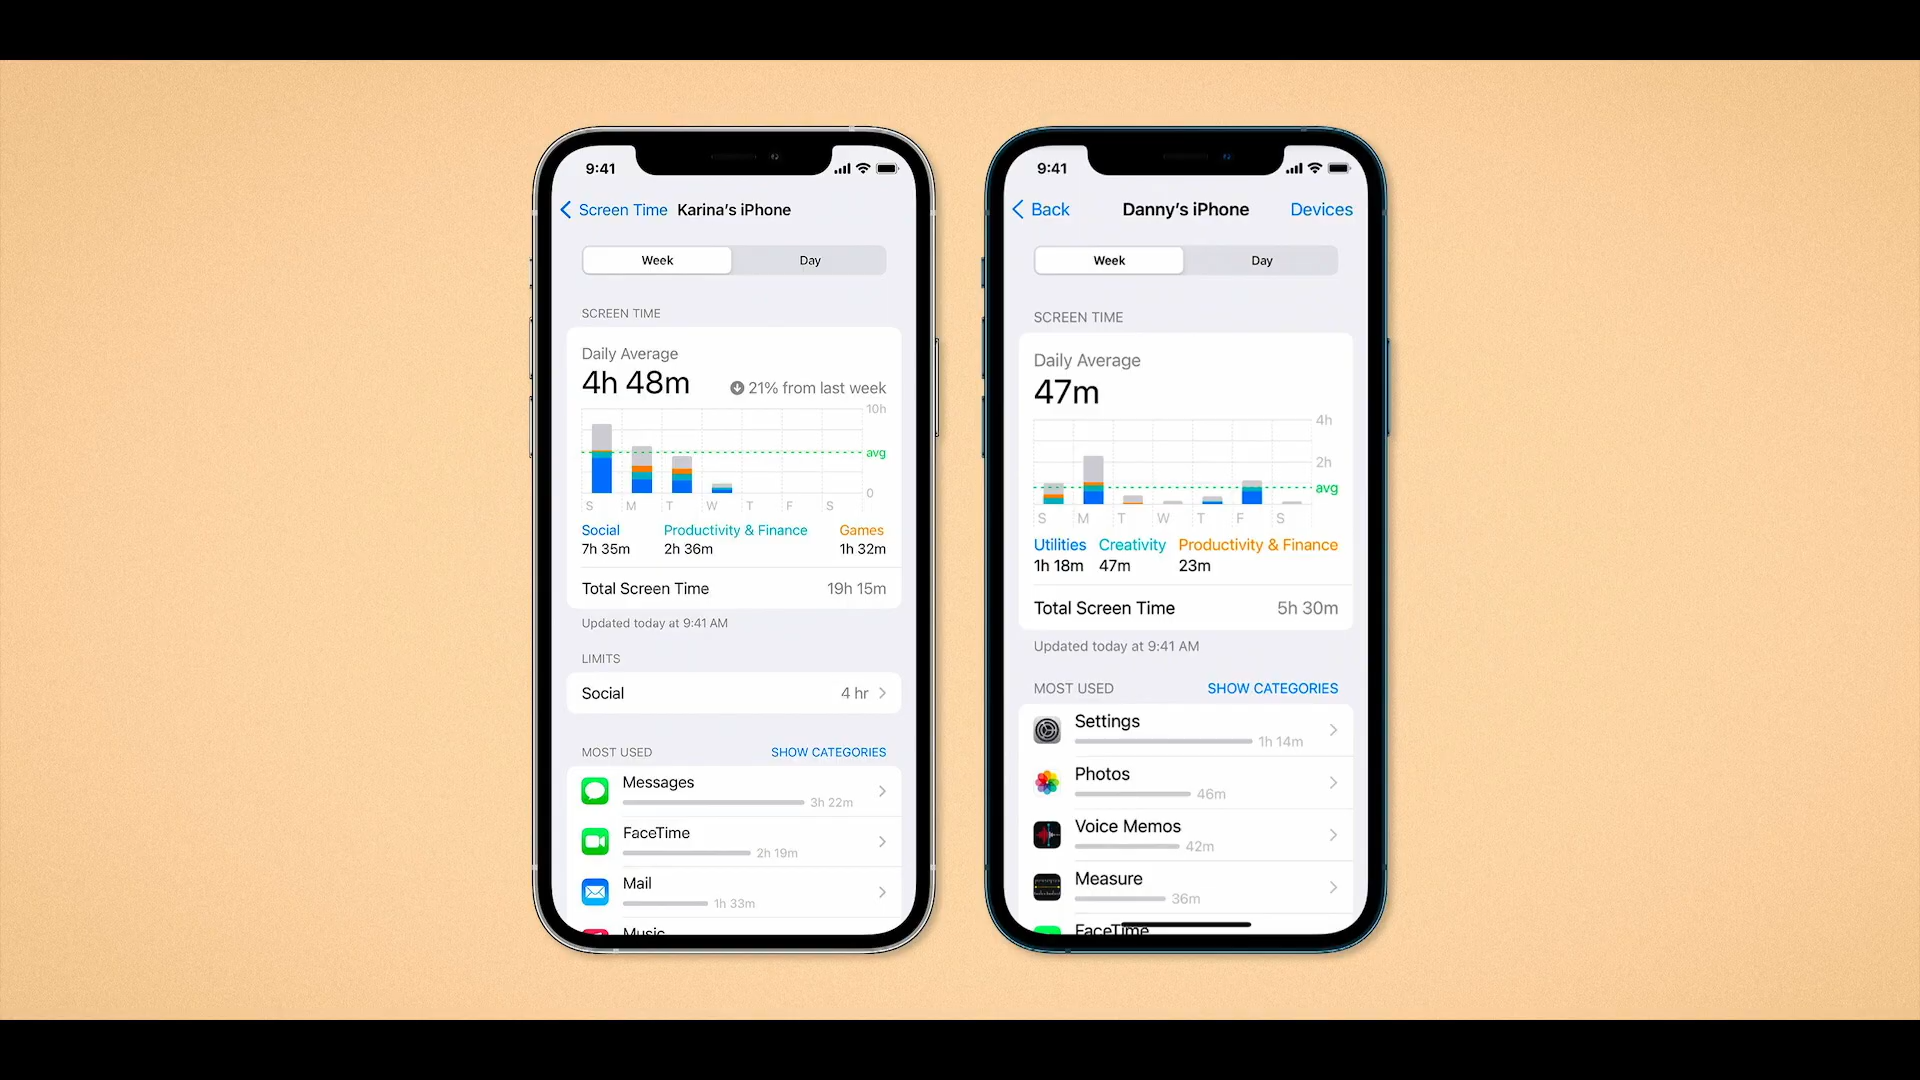 9:41
Screen Time Karina's iPhone
Week Day
SCREEN TIME
Daily Average
4h 48m 21% from last week
10h
avg
0
S M T W T F S
Social Productivity & Finance Games
7h 35m 2h 36m 1h 32m
Total Screen Time 19h 15m
Updated today at 9:41 AM
LIMITS
Social 4 hr
MOST USED SHOW CATEGORIES
Messages
3h 22m
FaceTime
2h 19m
Mail
1h 33m
Music
9:41
Back Danny's iPhone Devices
Week Day
SCREEN TIME
Daily Average
47m
4h
2h
avg
S M T W T F S
Utilities Creativity Productivity & Finance
1h 18m 47m 23m
Total Screen Time 5h 30m
Updated today at 9:41 AM
MOST USED SHOW CATEGORIES
Settings
1h 14m
Photos
46m
Voice Memos
42m
Measure
36m
FaceTime